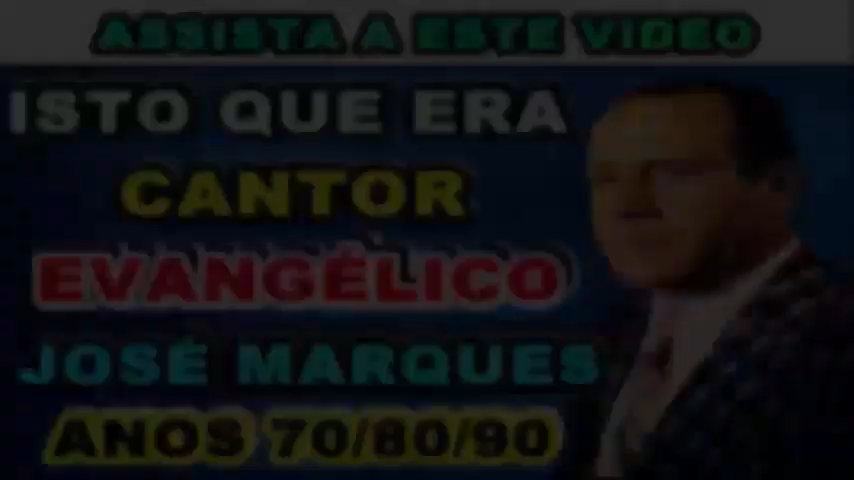 ASSISTA A ESTE VIDEO
ISTO QUE ERA
CANTOR
EVANGÉLICO
JOSÉ MARQUES
ANOS 70/80/90